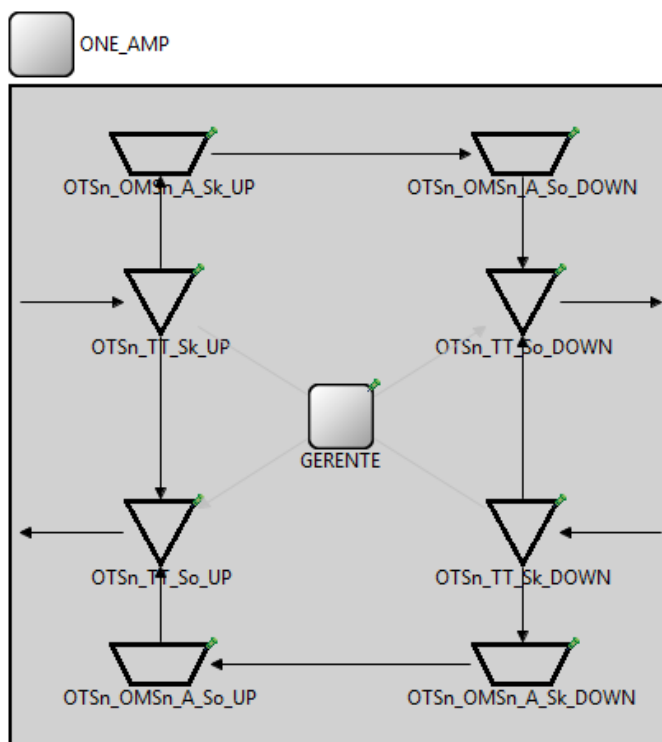 ONE_AMP
OTSn_OMSn_A_Sk_UP
OTSn_OMSn_A_So_DOWN
OTSn_TT_Sk_UP
OTSn_TT_So_DOWN
GERENTE
OTSn_TT_So_UP
OTSn_TT_Sk_DOWN
OTSn_OMSn_A_So_UP
OTSn_OMSn_A_Sk_DOWN